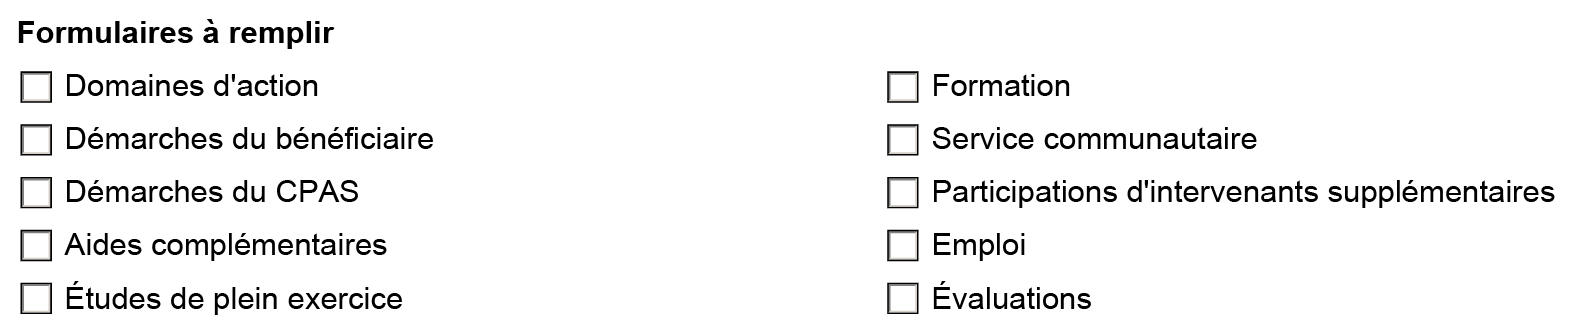 Formulaires à remplir
Domaines d'action
Démarches du bénéficiaire
Démarches du CPAS
Aides complémentaires
Études de plein exercice
Formation
Service communautaire
Participations d'intervenants supplémentaires
Emploi
Évaluations